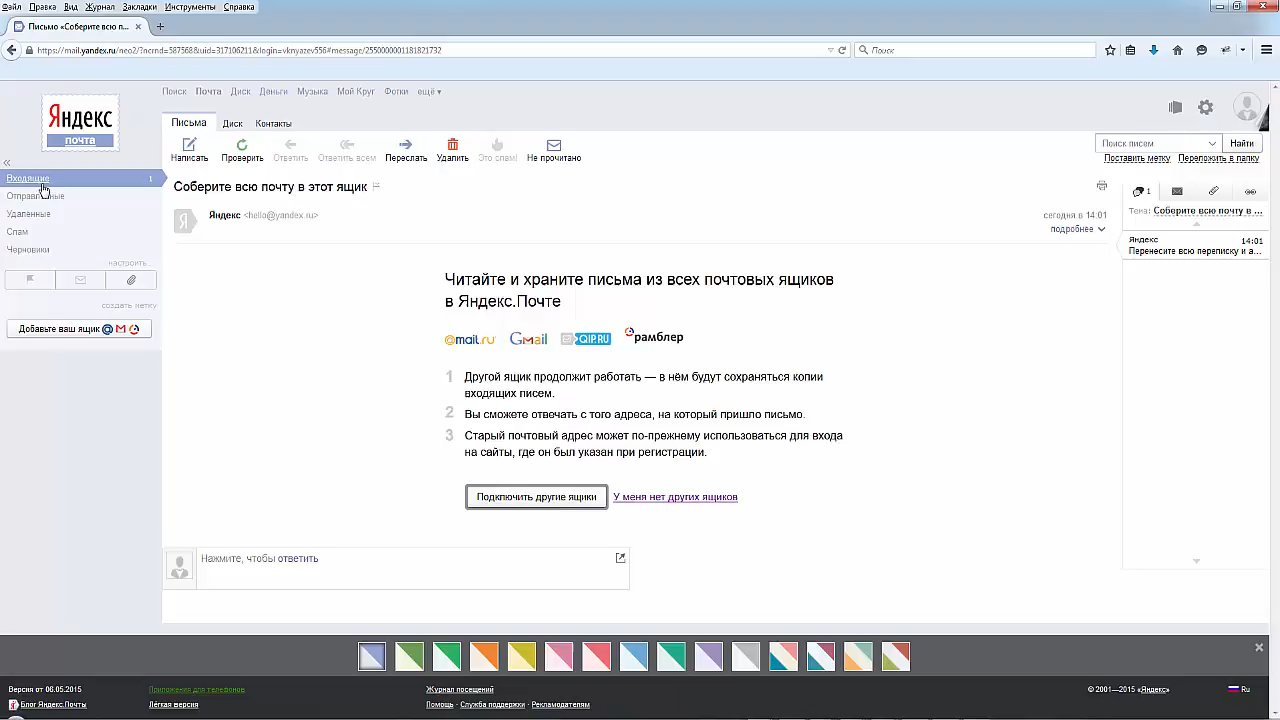 Файл Правка Вид Журнал Закладки Инструменты Справка
Письмо «Соберите всю п...
https://mail.yandex.ru/neo2/?ncrnd=587568&uid=317106211&login=vknyazev556#message/2550000001181821732
Поиск
Яндекс
почта
Поиск Почта Диск Деньги Музыка Мой Круг Фотки ещё
Письма Диск Контакты
Написать Проверить Ответить Ответить всем Переслать Удалить Это спам! Не прочитано
Поиск писем Найти
Поставить метку Переложить в папку
Входящие 1
Отправленные
Удалённые
Спам
Черновики
настроить
создать метку
Добавьте ваш ящик
Соберите всю почту в этот ящик
Яндекс <hello@yandex.ru>
сегодня в 14:01
подробнее
1
Тема: Соберите всю почту в ...
Яндекс 14:01
Перенесите всю переписку и а...
Читайте и храните письма из всех почтовых ящиков
в Яндекс.Почте
@mail.ru Gmail QIP.RU Рамблер
1 Другой ящик продолжит работать — в нём будут сохраняться копии
входящих писем.
2 Вы сможете отвечать с того адреса, на который пришло письмо.
3 Старый почтовый адрес может по-прежнему использоваться для входа
на сайты, где он был указан при регистрации.
Подключить другие ящики У меня нет других ящиков
Нажмите, чтобы ответить
Версия от 06.05.2015 Приложения для телефонов Журнал посещений © 2001—2015 «Яндекс» Ru
Блог Яндекс.Почты Лёгкая версия Помощь · Служба поддержки · Рекламодателям